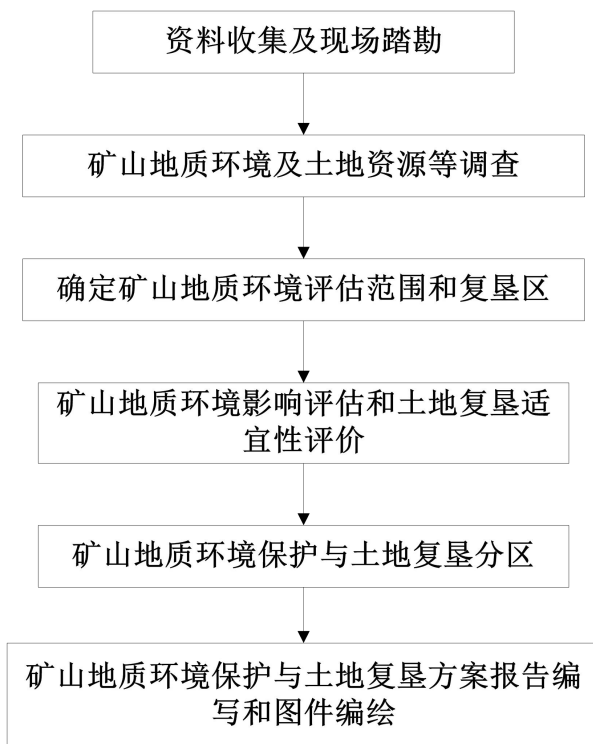 资料收集及现场踏勘
矿山地质环境及土地资源等调查
确定矿山地质环境评估范围和复垦区
矿山地质环境影响评估和土地复垦适
宜性评价
矿山地质环境保护与土地复垦分区
矿山地质环境保护与土地复垦方案报告编
写和图件编绘